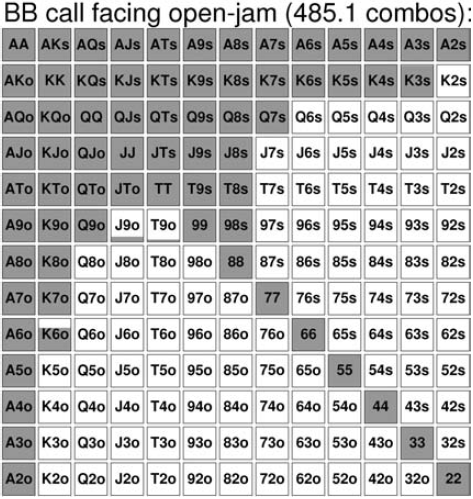 BB call facing open-jam (485.1 combos):
AA AKs AQs AJs ATs A9s A8s A7s A6s A5s A4s A3s A2s
AKo KK KQs KJs KTs K9s K8s K7s K6s K5s K4s K3s K2s
AQo KQo QQ QJs QTs Q9s Q8s Q7s Q6s Q5s Q4s Q3s Q2s
AJo KJo QJo JJ JTs J9s J8s J7s J6s J5s J4s J3s J2s
ATo KTo QTo JTo TT T9s T8s T7s T6s T5s T4s T3s T2s
A9o K9o Q9o J9o T9o 99 98s 97s 96s 95s 94s 93s 92s
A8o K8o Q8o J8o T8o 98o 88 87s 86s 85s 84s 83s 82s
A7o K7o Q7o J7o T7o 97o 87o 77 76s 75s 74s 73s 72s
A6o K6o Q6o J6o T6o 96o 86o 76o 66 65s 64s 63s 62s
A5o K5o Q5o J5o T5o 95o 85o 75o 65o 55 54s 53s 52s
A4o K4o Q4o J4o T4o 94o 84o 74o 64o 54o 44 43s 42s
A3o K3o Q3o J3o T3o 93o 83o 73o 63o 53o 43o 33 32s
A2o K2o Q2o J2o T2o 92o 82o 72o 62o 52o 42o 32o 22